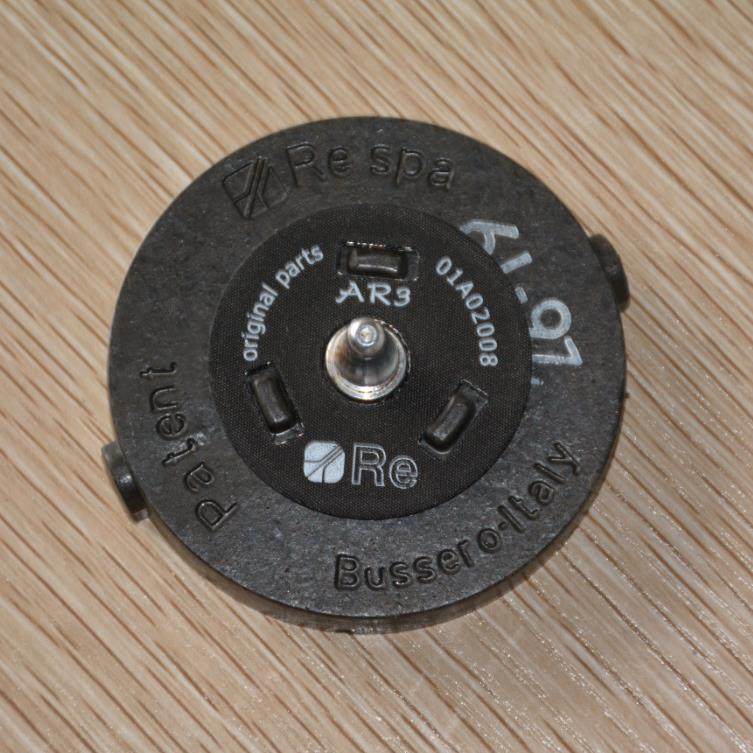 Re spa
original parts
AR3
01A02008
Patent
Re
Bussero-Italy